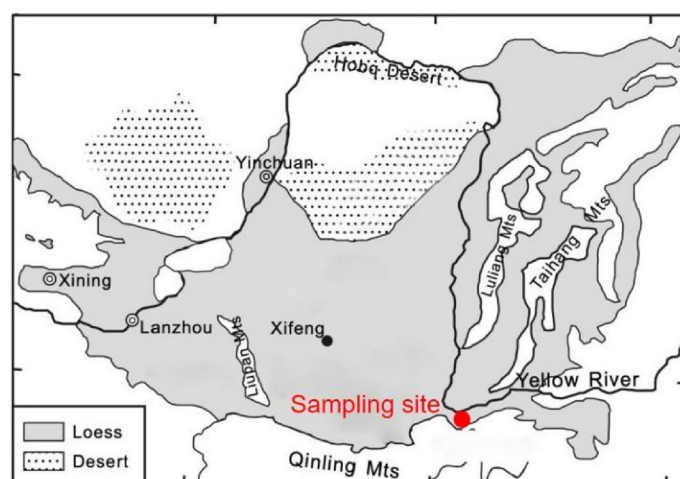 Hobq Desert
Yinchuan
Luliang Mts
Taihang Mts
Xining
Lanzhou
Xifeng
Liupan Mts
Yellow River
Sampling site
Loess
Desert
Qinling Mts